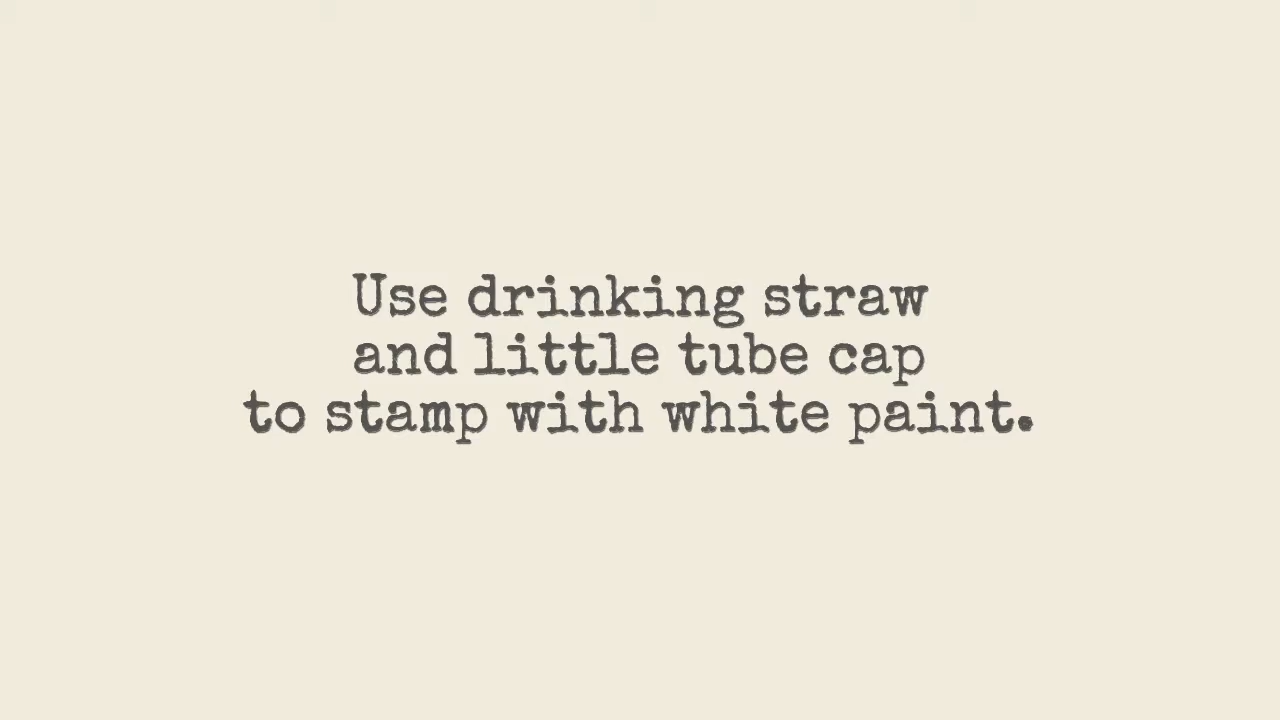 Use drinking straw
and little tube cap
to stamp with white paint.